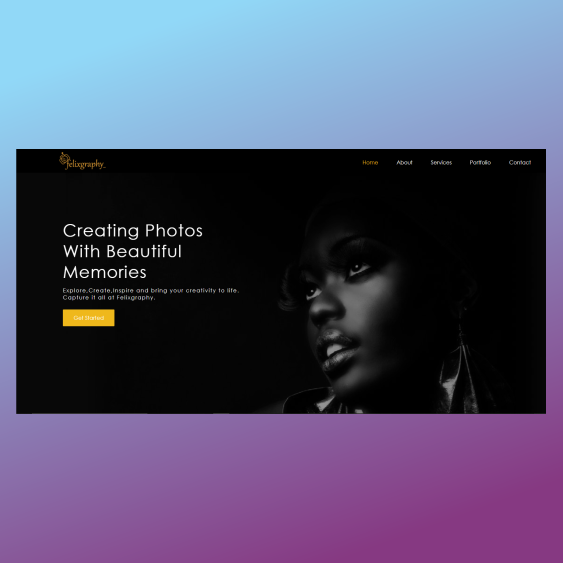 felixgraphy_
Home About Services Portfolio Contact
Creating Photos
With Beautiful
Memories
Explore,Create,Inspire and bring your creativity to life.
Capture it all at Felixgraphy.
Get Started